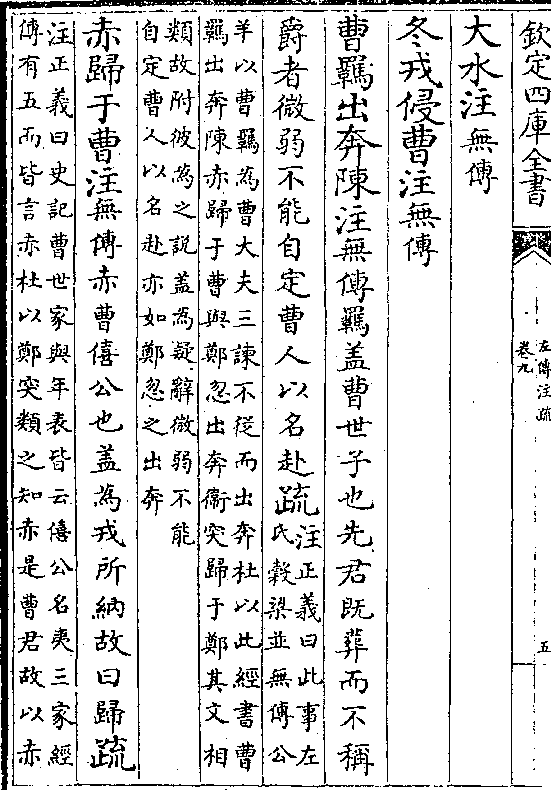 欽定四庫全書
左傳注疏
卷九
五
大水注無傳
冬戎侵曹注無傳
曹羈出奔陳注無傳羈盖曹世子也先君既葬而不稱
爵者微弱不能自定曹人以名赴疏
注正義曰此事左
氏穀梁並無傳公
羊以曹羈為曹大夫三諫不從而出奔杜以此經書曹
羈出奔陳赤歸于曹與鄭忽出奔衛突歸于鄭其文相
類故附彼為之説盖為疑辭微弱不能
自定曹人以名赴亦如鄭忽之出奔
赤歸于曹注無傳赤曹僖公也盖為戎所納故曰歸疏
注正義曰史記曹世家與年表皆云僖公名夷三家經
傳有五而皆言赤杜以鄭突類之知赤是曹君故以赤